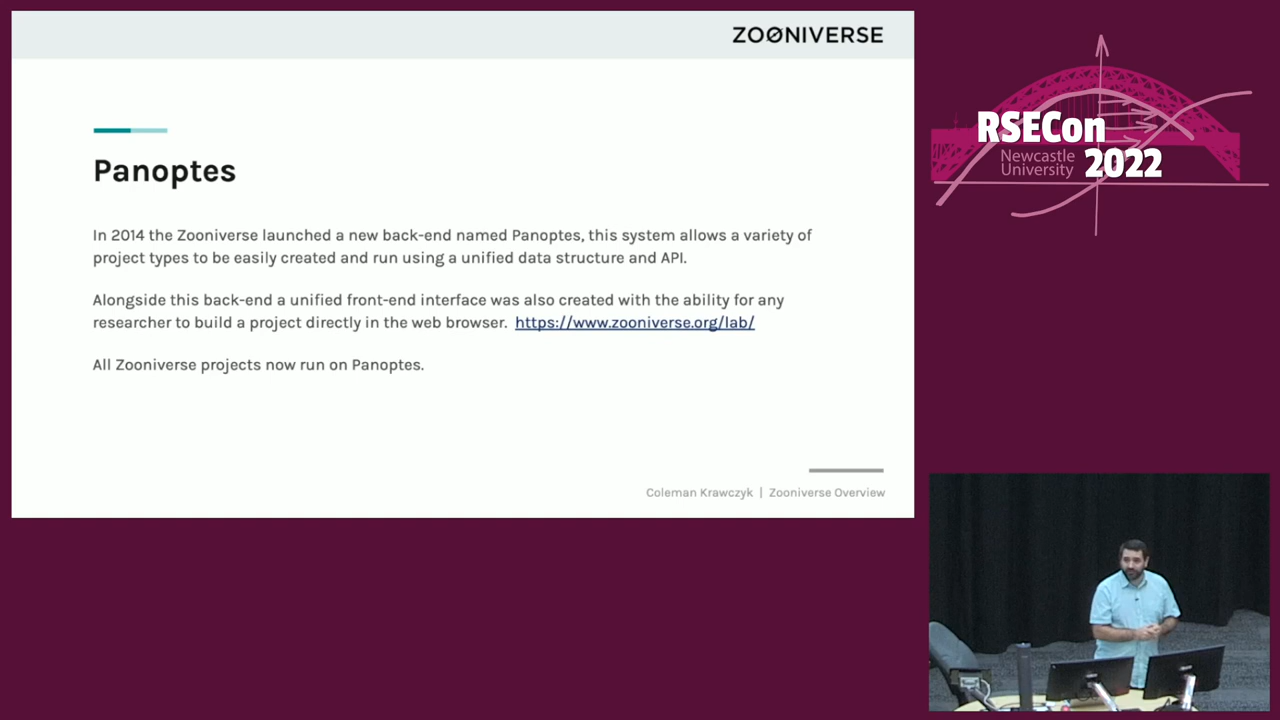 ZOØNIVERSE
Panoptes
In 2014 the Zooniverse launched a new back-end named Panoptes, this system allows a variety of
project types to be easily created and run using a unified data structure and API.
Alongside this back-end a unified front-end interface was also created with the ability for any
researcher to build a project directly in the web browser. https://www.zooniverse.org/lab/
All Zooniverse projects now run on Panoptes.
Coleman Krawczyk | Zooniverse Overview
RSECon
Newcastle
University
2022